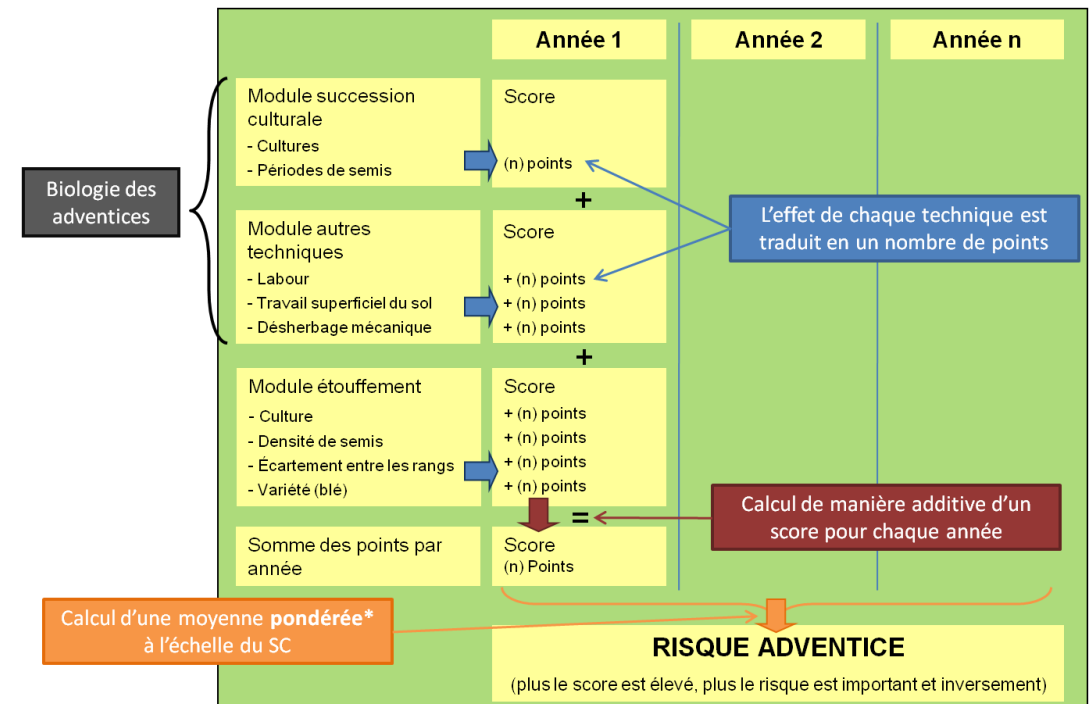 Année 1
Année 2
Année n
Module succession
culturale
- Cultures
- Périodes de semis
Score
(n) points
+
Biologie des
adventices
L'effet de chaque technique est
traduit en un nombre de points
Module autres
techniques
- Labour
- Travail superficiel du sol
- Désherbage mécanique
Score
+ (n) points
+ (n) points
+ (n) points
+
Module étouffement
- Culture
- Densité de semis
- Écartement entre les rangs
- Variété (blé)
Score
+ (n) points
+ (n) points
+ (n) points
+ (n) points
=
Calcul de manière additive d'un
score pour chaque année
Somme des points par
année
Score
(n) Points
Calcul d'une moyenne pondérée*
à l'échelle du SC
RISQUE ADVENTICE
(plus le score est élevé, plus le risque est important et inversement)